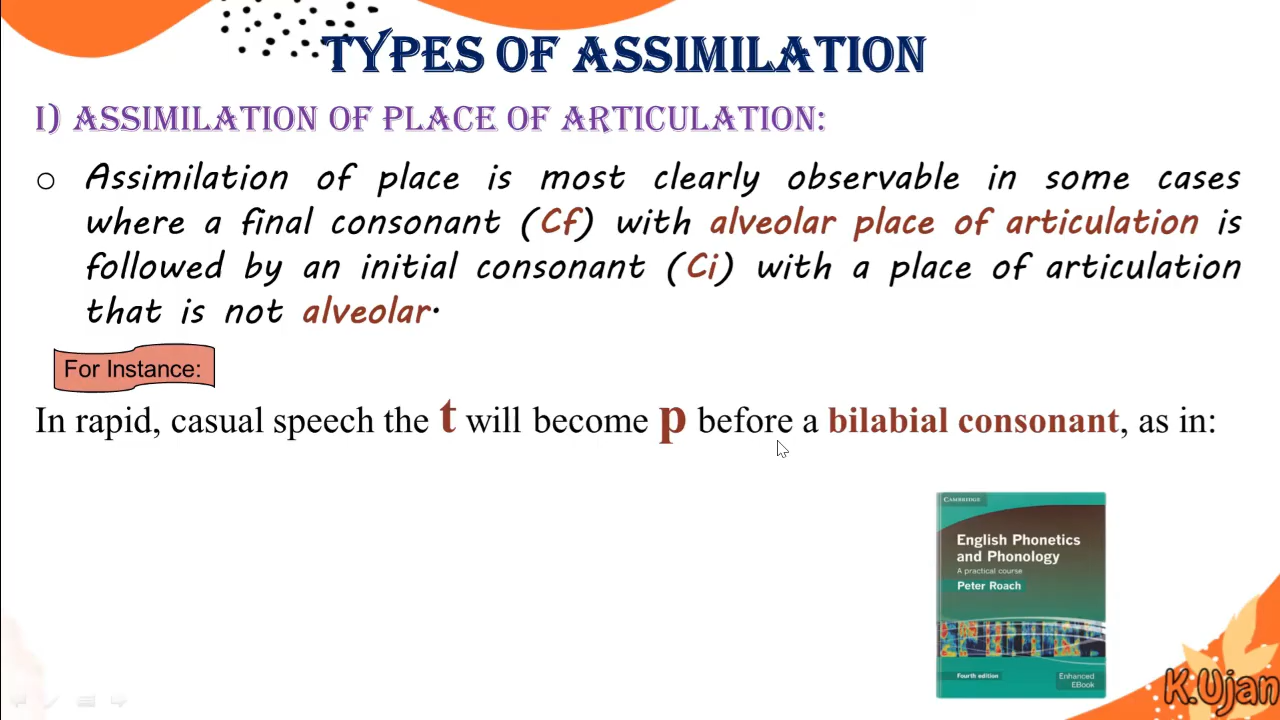 TYPES OF ASSIMILATION
I) ASSIMILATION OF PLACE OF ARTICULATION:
o Assimilation of place is most clearly observable in some cases
where a final consonant (Cf) with alveolar place of articulation is
followed by an initial consonant (Ci) with a place of articulation
that is not alveolar.
For Instance:
In rapid, casual speech the t will become p before a bilabial consonant, as in:
CAMBRIDGE
English Phonetics
and Phonology
A practical course
Peter Roach
Fourth edition
Enhanced
EBook
K.Ujan